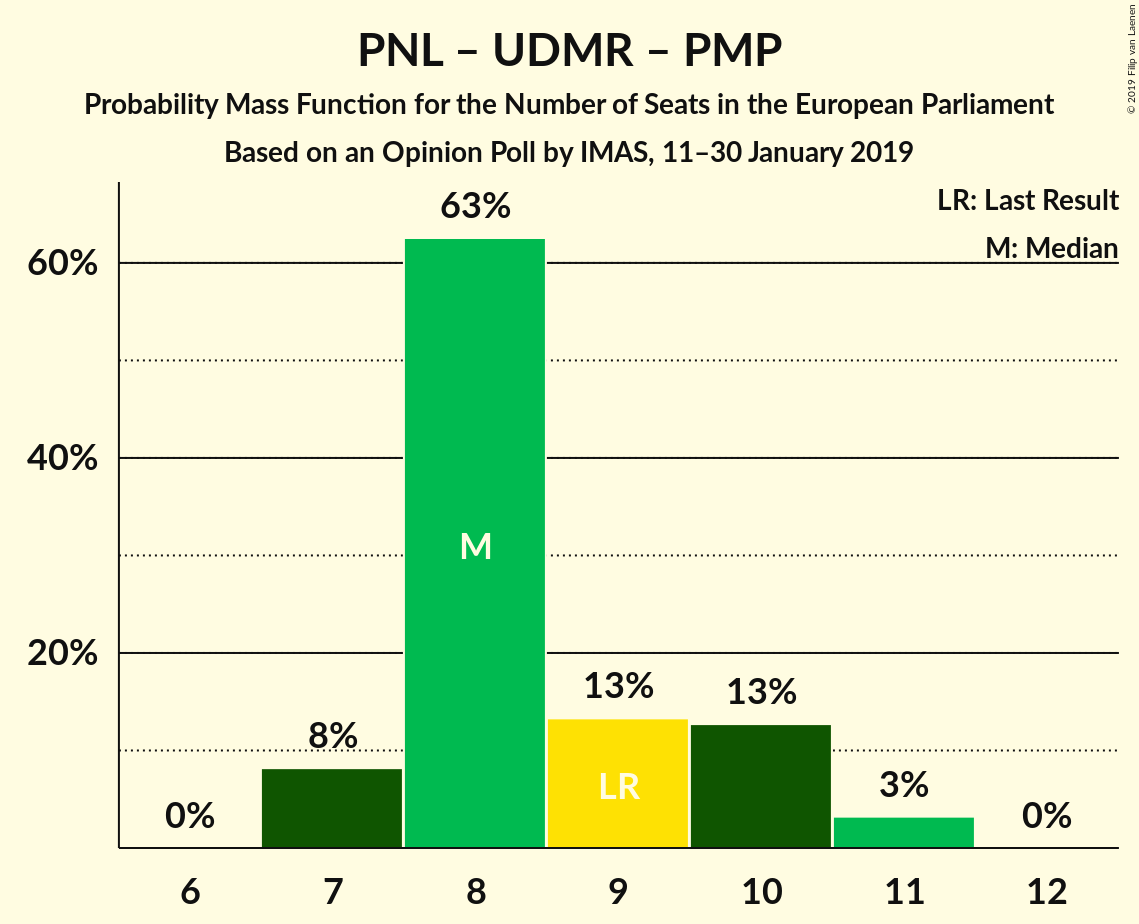 PNL – UDMR – PMP
Probability Mass Function for the Number of Seats in the European Parliament
Based on an Opinion Poll by IMAS, 11–30 January 2019
© 2019 Filip van Laenen
LR: Last Result
M: Median
60%
40%
20%
0%
8%
63%
13%
13%
3%
0%
M
LR
6 7 8 9 10 11 12